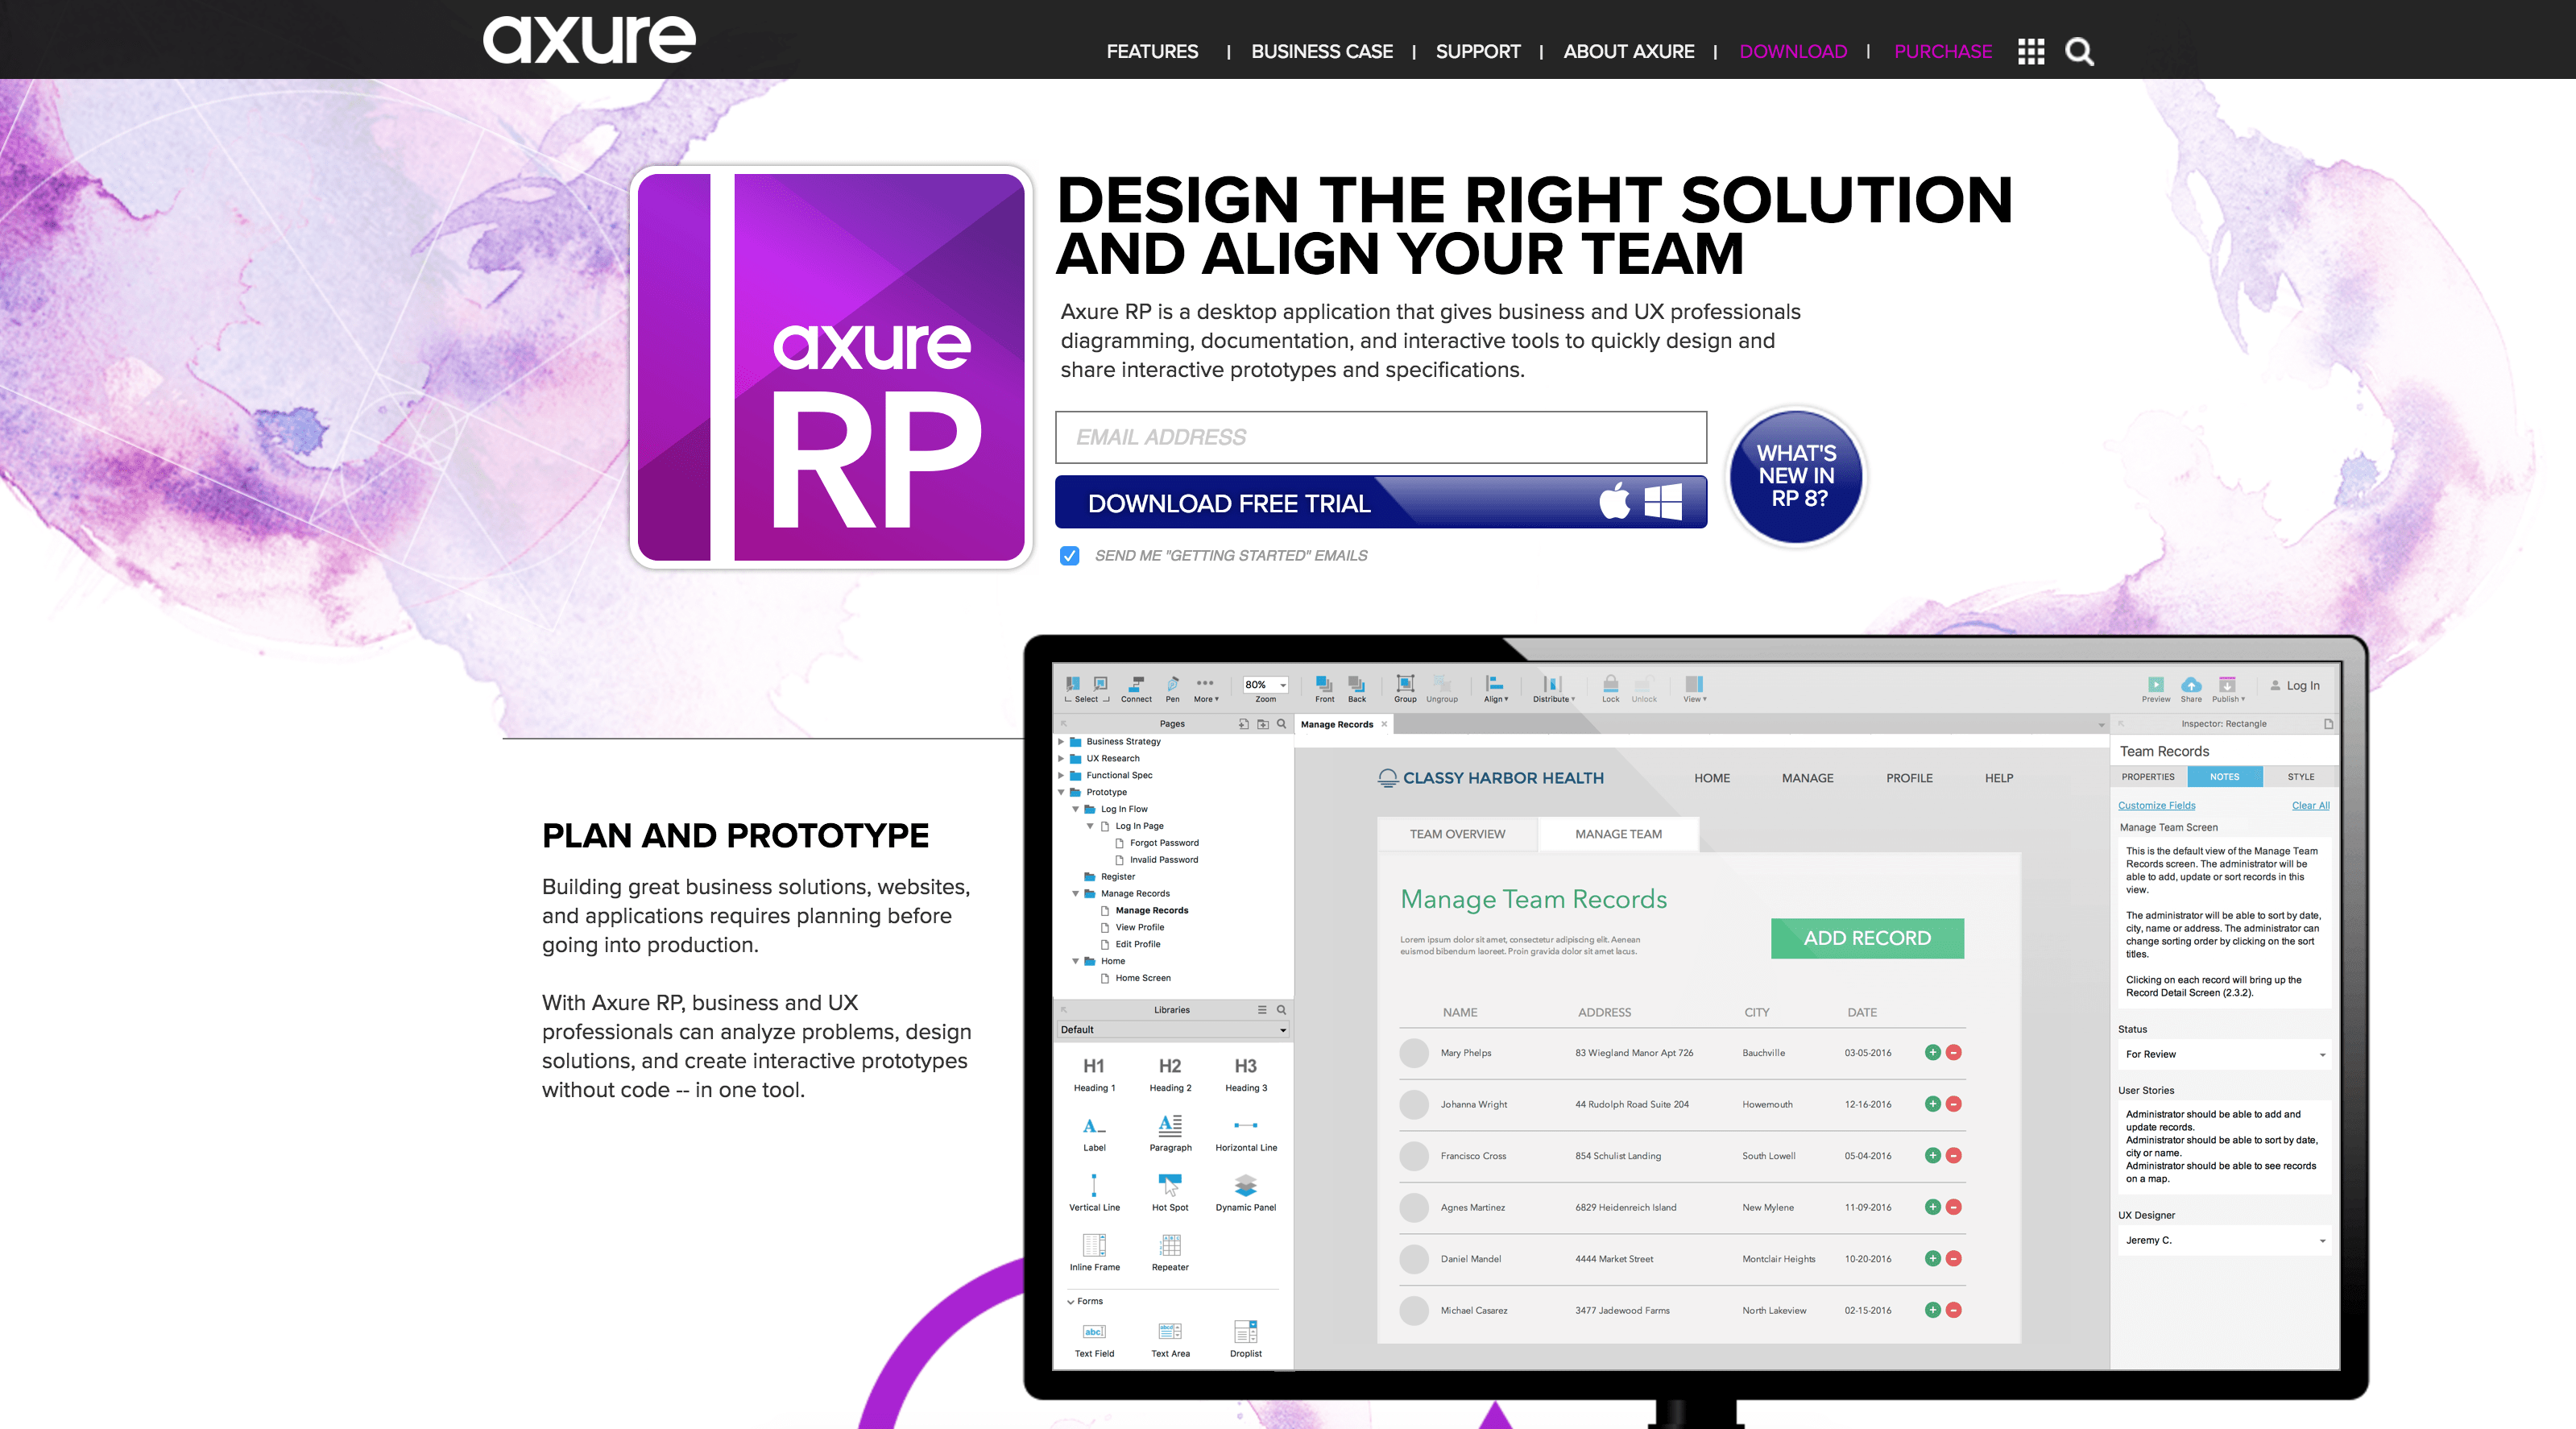 axure
FEATURES | BUSINESS CASE | SUPPORT | ABOUT AXURE | DOWNLOAD | PURCHASE
axure
RP
DESIGN THE RIGHT SOLUTION
AND ALIGN YOUR TEAM
Axure RP is a desktop application that gives business and UX professionals
diagramming, documentation, and interactive tools to quickly design and
share interactive prototypes and specifications.
EMAIL ADDRESS
DOWNLOAD FREE TRIAL
SEND ME "GETTING STARTED" EMAILS
WHAT'S
NEW IN
RP 8?
PLAN AND PROTOTYPE
Building great business solutions, websites,
and applications requires planning before
going into production.
With Axure RP, business and UX
professionals can analyze problems, design
solutions, and create interactive prototypes
without code -- in one tool.
80%
Select Connect Pen More Zoom Front Back Group Ungroup Align Distribute Lock Unlock View Preview Share Publish Log In
Pages
Business Strategy
UX Research
Functional Spec
Prototype
Log In Flow
Log In Page
Forgot Password
Invalid Password
Register
Manage Records
Manage Records
View Profile
Edit Profile
Home
Home Screen
Libraries
Default
H1 H2 H3
Heading 1 Heading 2 Heading 3
A A
Label Paragraph Horizontal Line
Vertical Line Hot Spot Dynamic Panel
Inline Frame Repeater
Forms
abc abcd
Text Field Text Area Droplist
Manage Records
CLASSY HARBOR HEALTH HOME MANAGE PROFILE HELP
TEAM OVERVIEW MANAGE TEAM
Manage Team Records
Lorem ipsum dolor sit amet, consectetur adipiscing elit. Aenean
euismod bibendum laoreet. Proin gravida dolor sit amet lacus.
ADD RECORD
NAME ADDRESS CITY DATE
Mary Phelps 83 Wiegland Manor Apt 726 Bauchville 03-05-2016
Johanna Wright 44 Rudolph Road Suite 204 Howemouth 12-16-2016
Francisco Cross 854 Schulist Landing South Lowell 05-04-2016
Agnes Martinez 6829 Heidenreich Island New Mylene 11-09-2016
Daniel Mandel 4444 Market Street Montclair Heights 10-20-2016
Michael Casarez 3477 Jadewood Farms North Lakeview 02-15-2016
Inspector: Rectangle
Team Records
PROPERTIES NOTES STYLE
Customize Fields Clear All
Manage Team Screen
This is the default view of the Manage Team
Records screen. The administrator will be
able to add, update or sort records in this
view.
The administrator will be able to sort by date,
city, name or address. The administrator can
change sorting order by clicking on the sort
titles.
Clicking on each record will bring up the
Record Detail Screen (2.3.2).
Status
For Review
User Stories
Administrator should be able to add and
update records.
Administrator should be able to sort by date,
city or name.
Administrator should be able to see records
on a map.
UX Designer
Jeremy C.